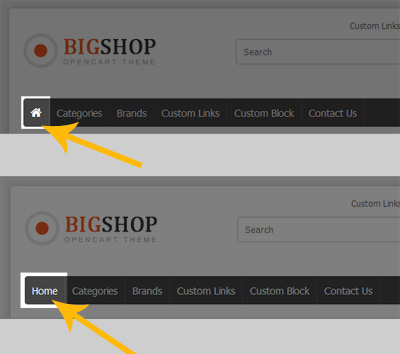 Custom Links
BIGSHOP
OPENCART THEME
Search
Categories Brands Custom Links Custom Block Contact Us
Custom Links
BIGSHOP
OPENCART THEME
Search
Home Categories Brands Custom Links Custom Block Contact Us